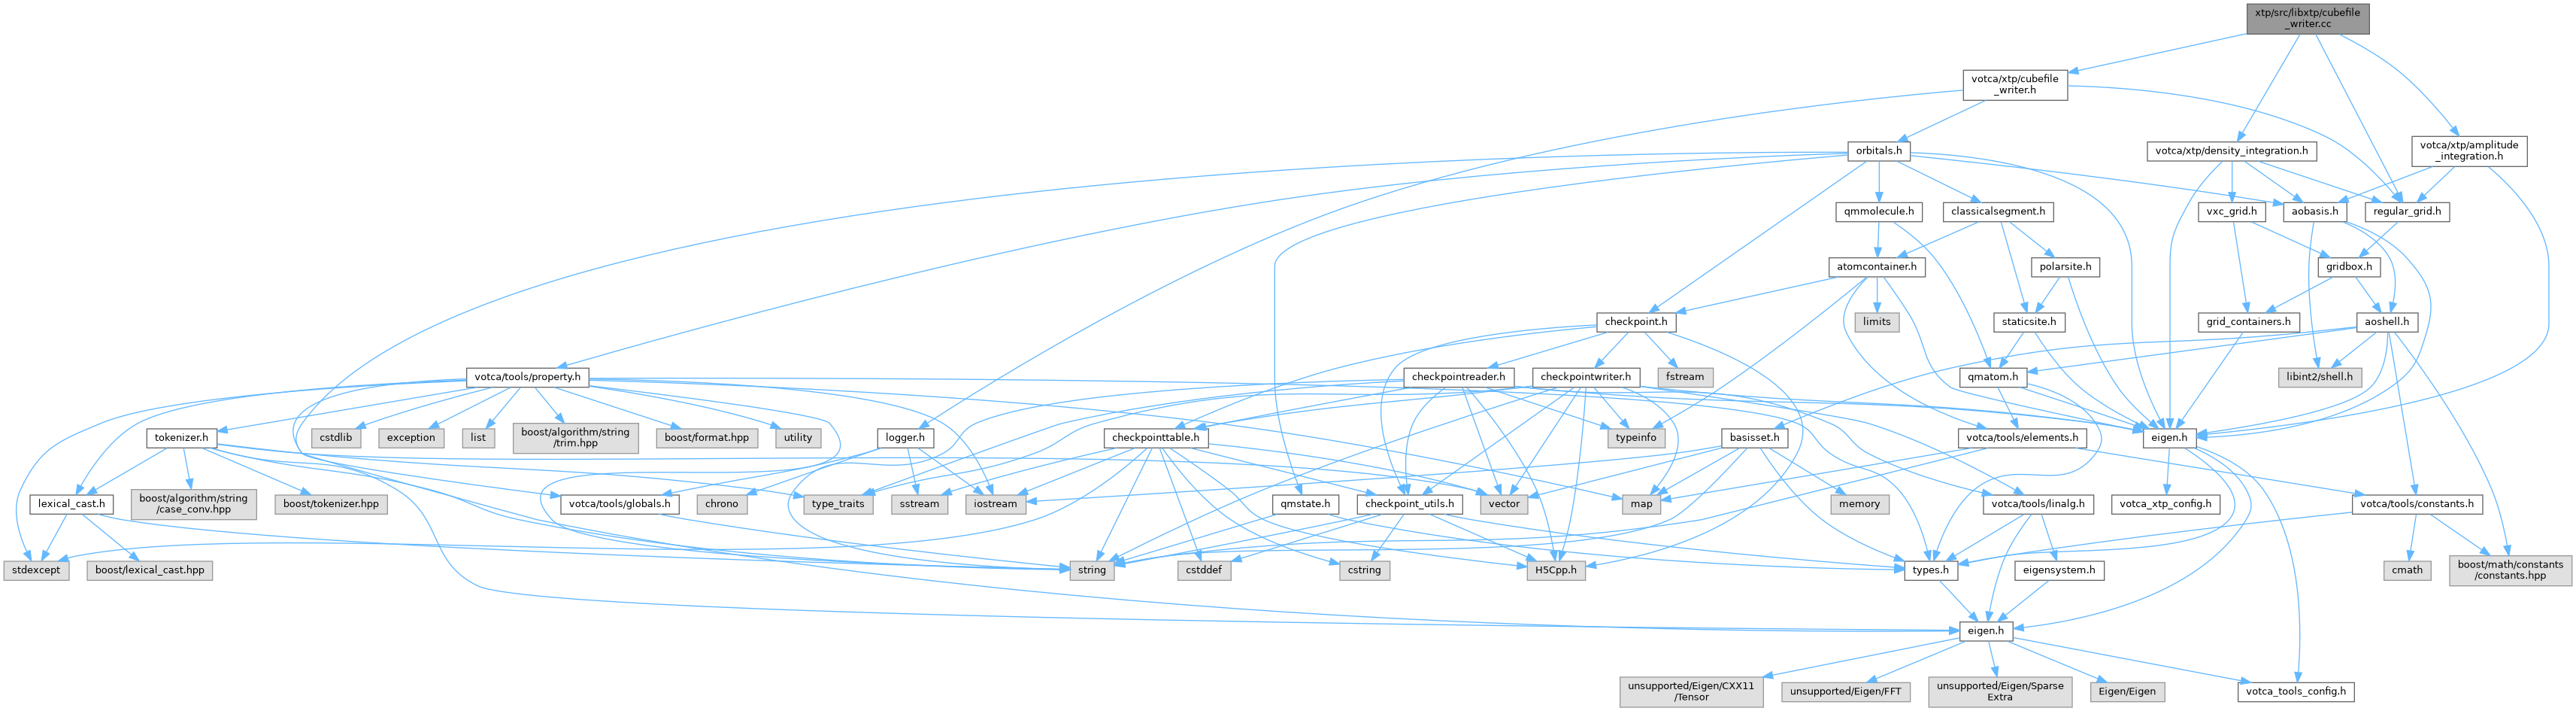 xtp/src/libxtp/cubefile
_writer.cc
votca/xtp/cubefile
_writer.h
orbitals.h
votca/xtp/density_integration.h
votca/xtp/amplitude
_integration.h
qmmolecule.h
classicalsegment.h
vxc_grid.h
aobasis.h
regular_grid.h
atomcontainer.h
polarsite.h
gridbox.h
checkpoint.h
limits
staticsite.h
grid_containers.h
aoshell.h
votca/tools/property.h
checkpointreader.h
checkpointwriter.h
fstream
qmatom.h
libint2/shell.h
tokenizer.h
cstdlib
exception
list
boost/algorithm/string
/trim.hpp
boost/format.hpp
utility
logger.h
checkpointtable.h
typeinfo
basisset.h
votca/tools/elements.h
eigen.h
lexical_cast.h
boost/algorithm/string
/case_conv.hpp
boost/tokenizer.hpp
votca/tools/globals.h
chrono
type_traits
sstream
iostream
qmstate.h
checkpoint_utils.h
vector
map
memory
votca/tools/linalg.h
votca_xtp_config.h
votca/tools/constants.h
stdexcept
boost/lexical_cast.hpp
string
cstddef
cstring
H5Cpp.h
types.h
eigensystem.h
cmath
boost/math/constants
/constants.hpp
eigen.h
unsupported/Eigen/CXX11
/Tensor
unsupported/Eigen/FFT
unsupported/Eigen/Sparse
Extra
Eigen/Eigen
votca_tools_config.h